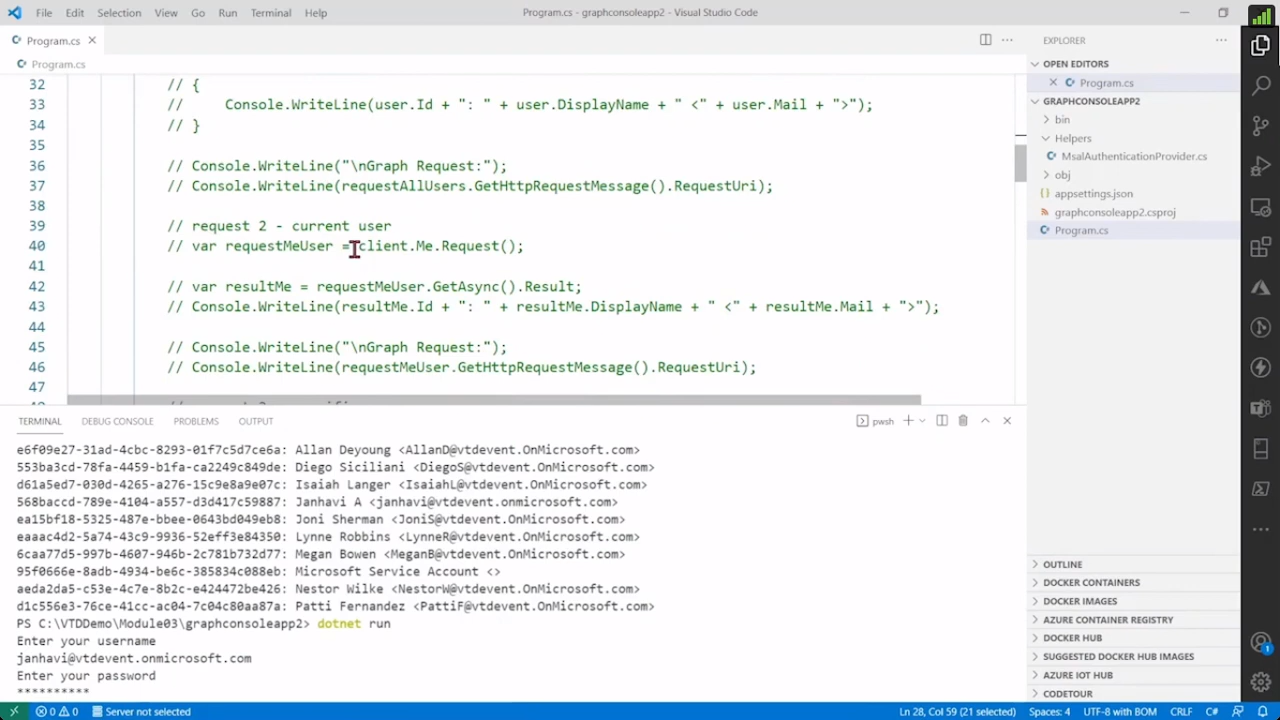 File Edit Selection View Go Run Terminal Help Program.cs - graphconsoleapp2 - Visual Studio Code
Program.cs
Program.cs
32 // {
33 // Console.WriteLine(user.Id + ": " + user.DisplayName + " <" + user.Mail + ">");
34 // }
35
36 // Console.WriteLine("\nGraph Request:");
37 // Console.WriteLine(requestAllUsers.GetHttpRequestMessage().RequestUri);
38
39 // request 2 - current user
40 // var requestMeUser = client.Me.Request();
41
42 // var resultMe = requestMeUser.GetAsync().Result;
43 // Console.WriteLine(resultMe.Id + ": " + resultMe.DisplayName + " <" + resultMe.Mail + ">");
44
45 // Console.WriteLine("\nGraph Request:");
46 // Console.WriteLine(requestMeUser.GetHttpRequestMessage().RequestUri);
47
TERMINAL DEBUG CONSOLE PROBLEMS OUTPUT
pwsh
e6f09e27-31ad-4cbc-8293-01f7c5d7ce6a: Allan Deyoung <AllanD@vtdevent.OnMicrosoft.com>
553ba3cd-78fa-4459-b1fa-ca2249c849de: Diego Siciliani <DiegoS@vtdevent.OnMicrosoft.com>
d61a5ed7-030d-4265-a276-15c9e8a9e07c: Isaiah Langer <IsaiahL@vtdevent.OnMicrosoft.com>
568baccd-789e-4104-a557-d3d417c59887: Janhavi A <janhavi@vtdevent.onmicrosoft.com>
ea15bf18-5325-487e-bbee-0643bd049eb8: Joni Sherman <JoniS@vtdevent.OnMicrosoft.com>
eaaac4d2-5a74-43c9-9936-52eff3e84350: Lynne Robbins <LynneR@vtdevent.OnMicrosoft.com>
6caa77d5-997b-4607-946b-2c781b732d77: Megan Bowen <MeganB@vtdevent.OnMicrosoft.com>
95f0666e-8adb-4934-be6c-385834c088eb: Microsoft Service Account <>
aeda2da5-c53e-4c7e-8b2c-e424472be426: Nestor Wilke <NestorW@vtdevent.OnMicrosoft.com>
d1c556e3-76ce-41cc-ac04-7c04c80aa87a: Patti Fernandez <PattiF@vtdevent.OnMicrosoft.com>
PS C:\VTDDemo\Module03\graphconsoleapp2> dotnet run
Enter your username
janhavi@vtdevent.onmicrosoft.com
Enter your password
**********
EXPLORER
OPEN EDITORS
Program.cs
GRAPHCONSOLEAPP2
bin
Helpers
MsalAuthenticationProvider.cs
obj
appsettings.json
graphconsoleapp2.csproj
Program.cs
OUTLINE
DOCKER CONTAINERS
DOCKER IMAGES
AZURE CONTAINER REGISTRY
DOCKER HUB
SUGGESTED DOCKER HUB IMAGES
AZURE IOT HUB
CODETOUR
1
0 0 Server not selected Ln 28, Col 59 (21 selected) Spaces: 4 UTF-8 with BOM CRLF C#